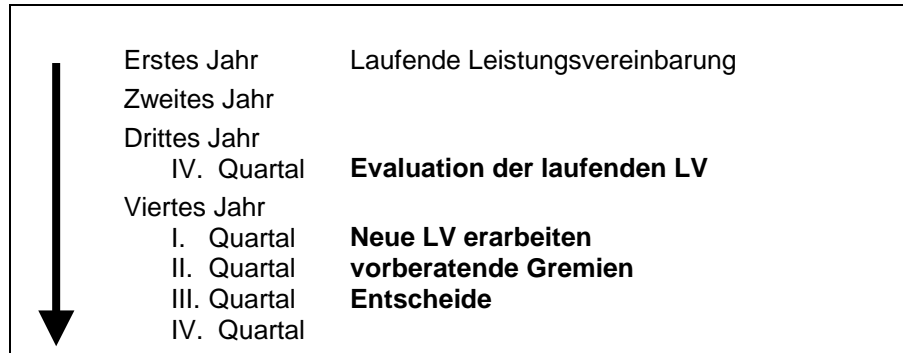 Erstes Jahr Laufende Leistungsvereinbarung
Zweites Jahr
Drittes Jahr
IV. Quartal Evaluation der laufenden LV
Viertes Jahr
I. Quartal Neue LV erarbeiten
II. Quartal vorberatende Gremien
III. Quartal Entscheide
IV. Quartal